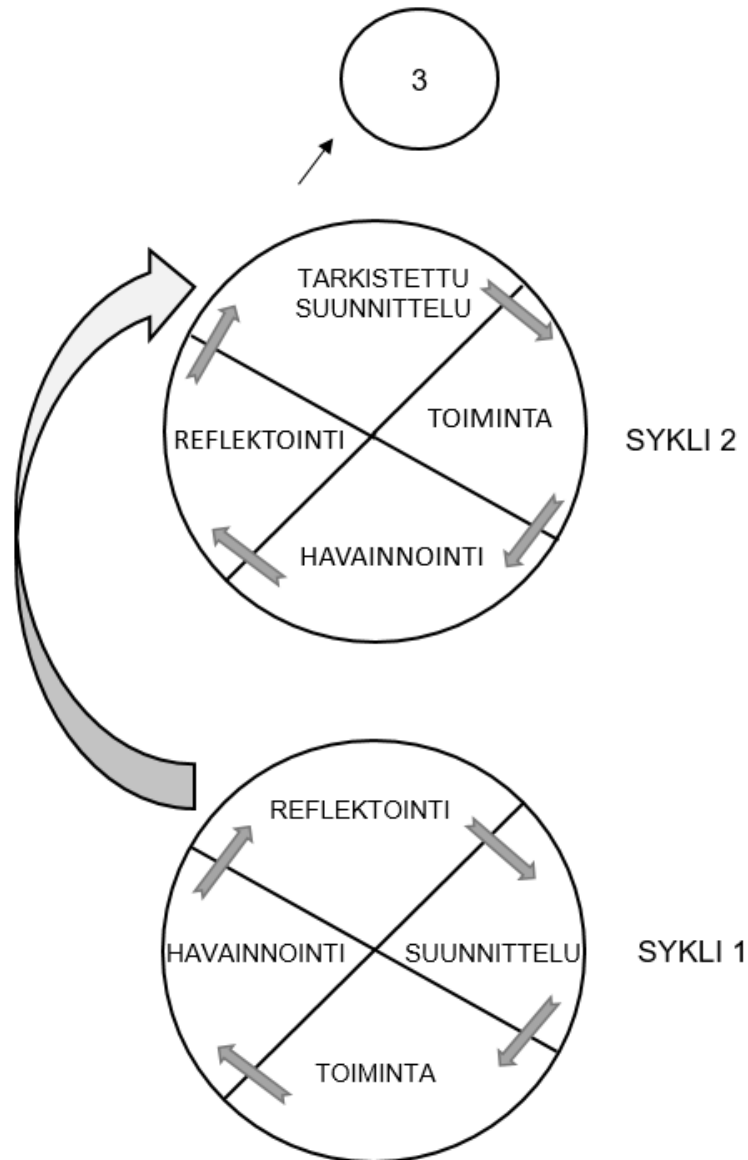 3
TARKISTETTU
SUUNNITTELU
REFLEKTOINTI
TOIMINTA
SYKLI 2
HAVAINNOINTI
REFLEKTOINTI
HAVAINNOINTI
SUUNNITTELU
SYKLI 1
TOIMINTA